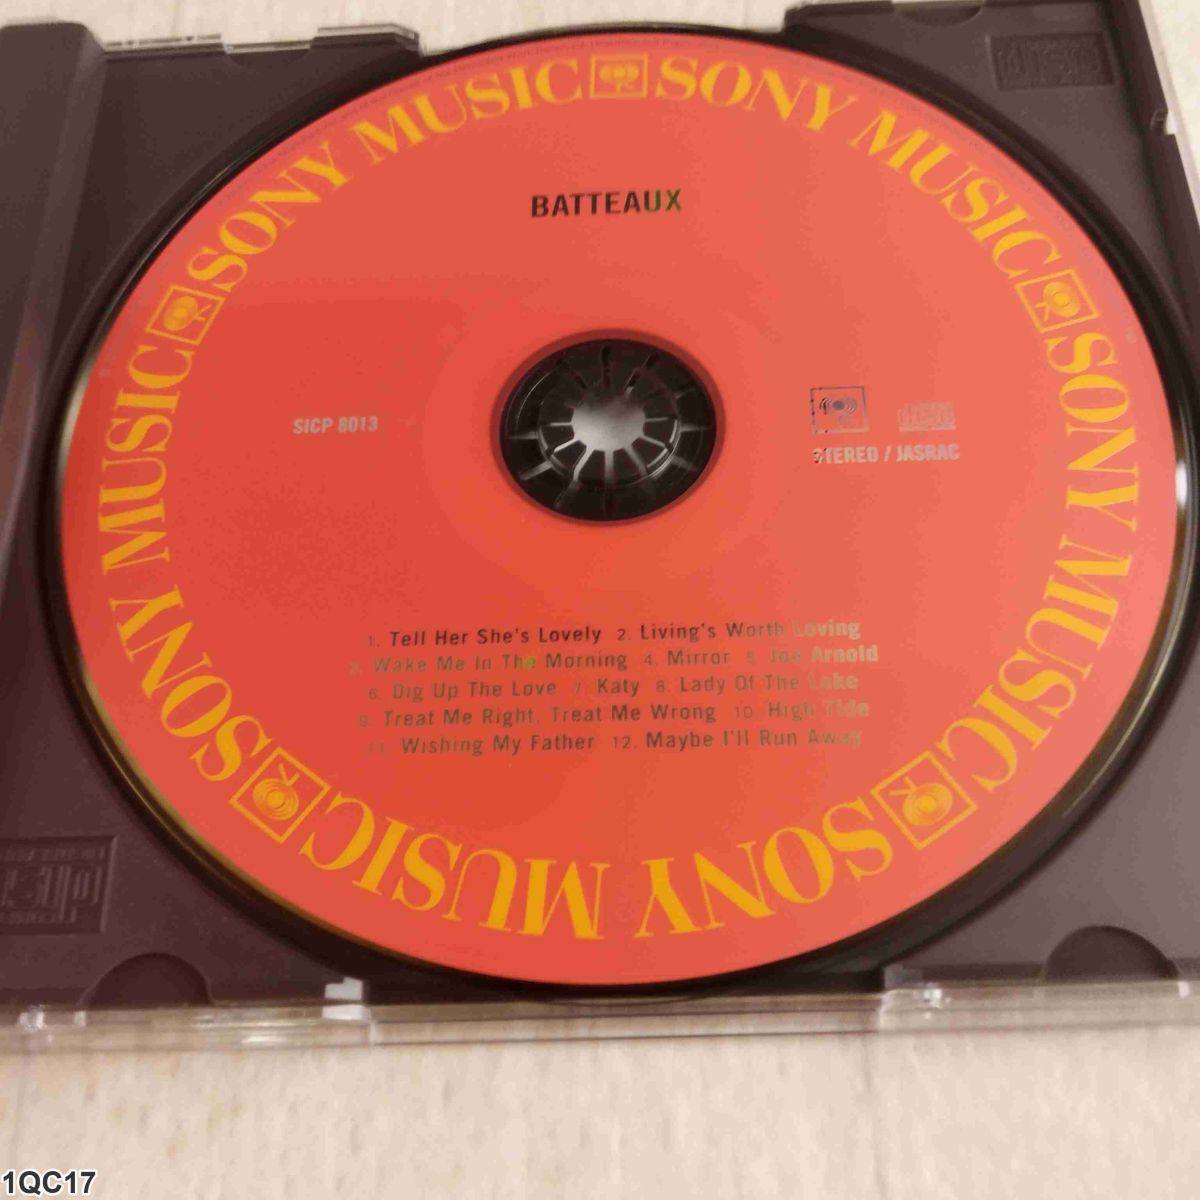 SONY MUSIC SONY MUSIC SONY MUSIC SONY MUSIC SONY MUSIC SONY MUSIC
BATTEAUX
SICP 8013
STEREO / JASRAC
1. Tell Her She's Lovely 2. Living's Worth Loving
3. Wake Me In The Morning 4. Mirror 5. Joe Arnold
6. Dig Up The Love 7. Katy 8. Lady Of The Lake
9. Treat Me Right, Treat Me Wrong 10. High Tide
11. Wishing My Father 12. Maybe I'll Run Away
1QC17